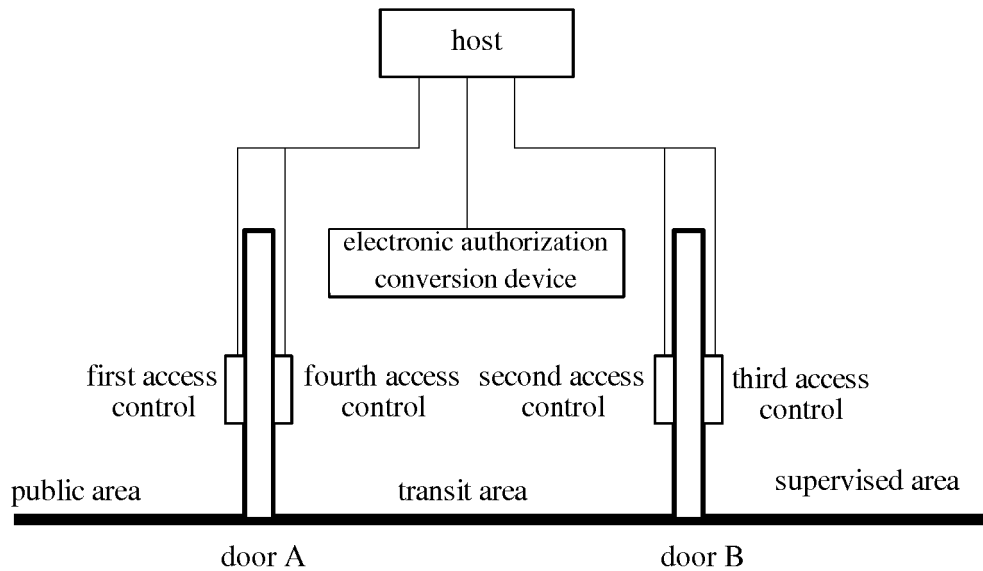 host
electronic authorization
conversion device
first access
control
fourth access
control
second access
control
third access
control
public area
transit area
supervised area
door A
door B